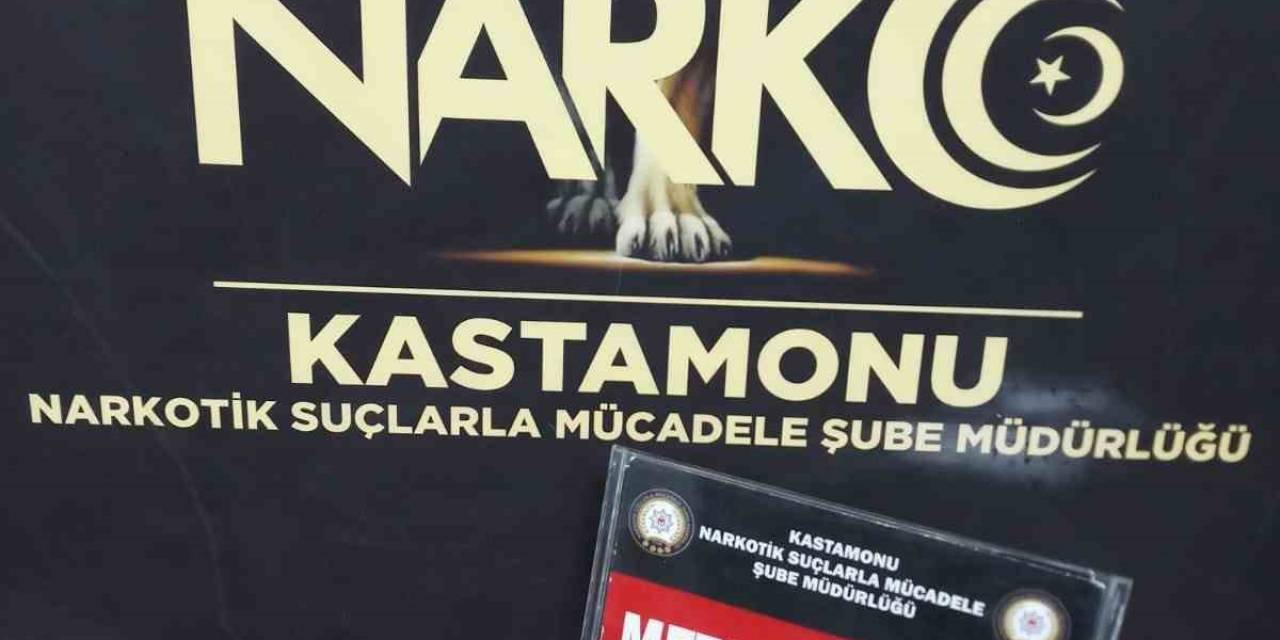 NARKO
KASTAMONU
NARKOTİK SUÇLARLA MÜCADELE ŞUBE MÜDÜRLÜĞÜ
KASTAMONU
NARKOTİK SUÇLARLA MÜCADELE
ŞUBE MÜDÜRLÜĞÜ